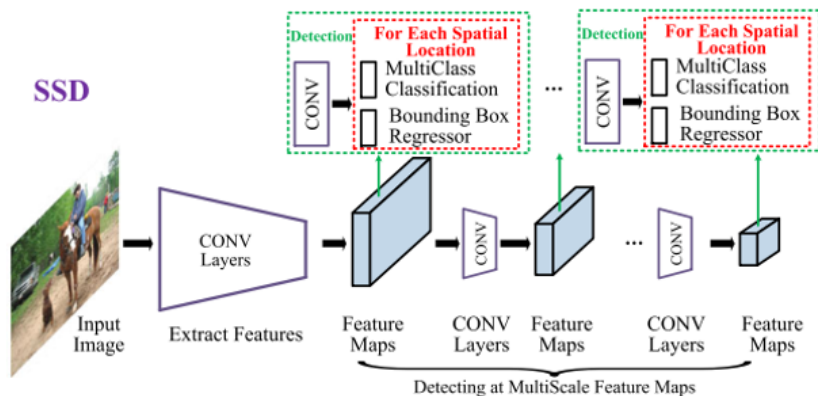 Detection
For Each Spatial
Location
CONV
MultiClass
Classification
Bounding Box
Regressor
...
Detection
For Each Spatial
Location
CONV
MultiClass
Classification
Bounding Box
Regressor
SSD
CONV
Layers
CONV
...
CONV
Input
Image
Extract Features
Feature
Maps
CONV
Layers
Feature
Maps
CONV
Layers
Feature
Maps
Detecting at MultiScale Feature Maps